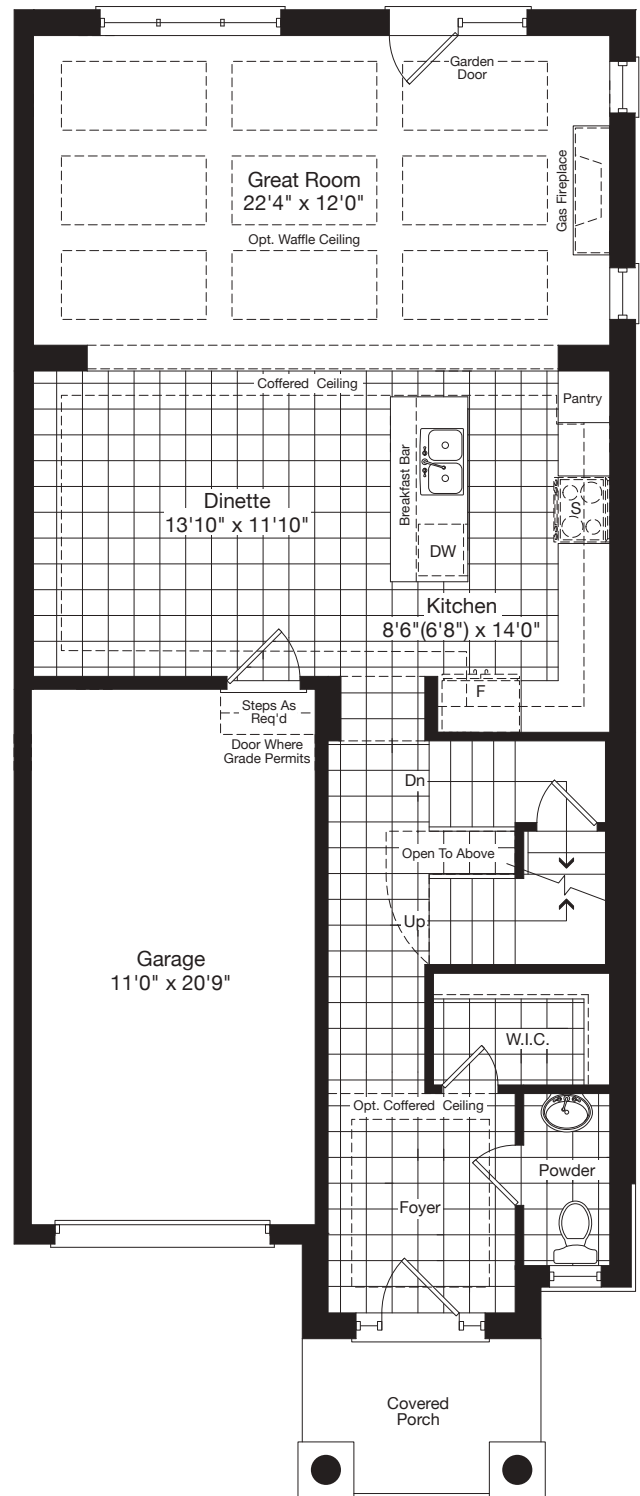 Garden
Door
Great Room
22'4" x 12'0"
Opt. Waffle Ceiling
Gas Fireplace
Coffered Ceiling
Pantry
Breakfast Bar
Dinette
13'10" x 11'10"
S
DW
Kitchen
8'6"(6'8") x 14'0"
F
Steps As
Req'd
Door Where
Grade Permits
Dn
Open To Above
Up
Garage
11'0" x 20'9"
W.I.C.
Opt. Coffered Ceiling
Powder
Foyer
Covered
Porch